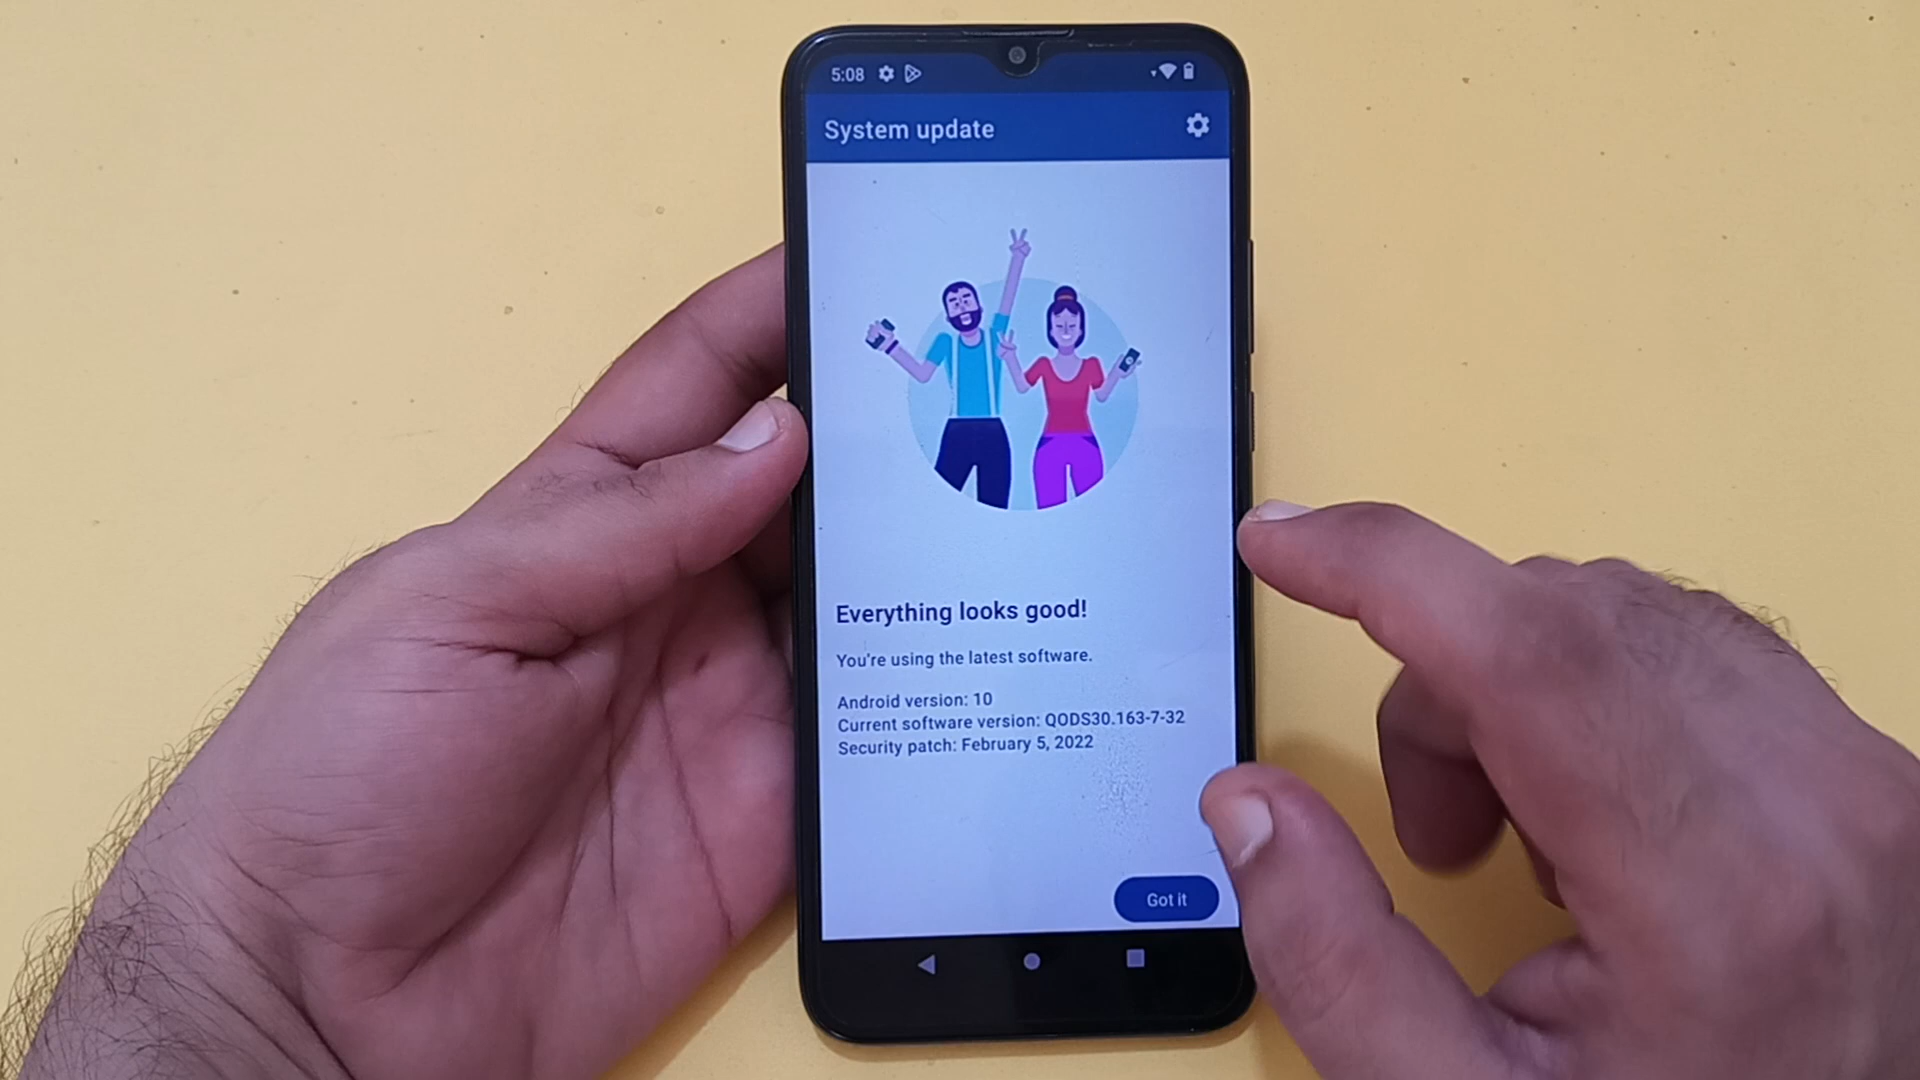 5:08
System update
Everything looks good!
You're using the latest software.
Android version: 10
Current software version: QODS30.163-7-32
Security patch: February 5, 2022
Got it